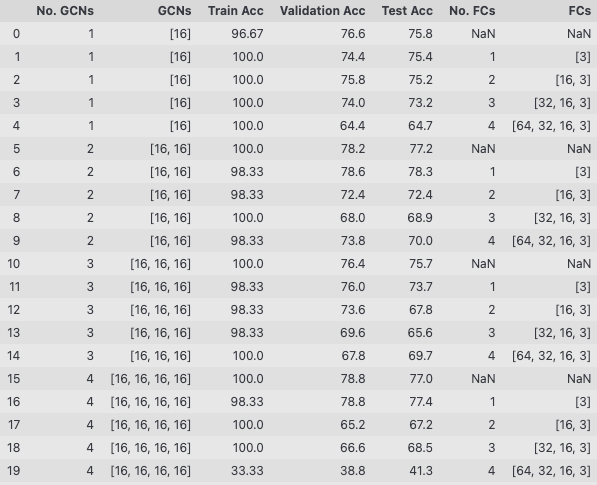 No. GCNs GCNs Train Acc Validation Acc Test Acc No. FCs FCs
0 1 [16] 96.67 76.6 75.8 NaN NaN
1 1 [16] 100.0 74.4 75.4 1 [3]
2 1 [16] 100.0 75.8 75.2 2 [16, 3]
3 1 [16] 100.0 74.0 73.2 3 [32, 16, 3]
4 1 [16] 100.0 64.4 64.7 4 [64, 32, 16, 3]
5 2 [16, 16] 100.0 78.2 77.2 NaN NaN
6 2 [16, 16] 98.33 78.6 78.3 1 [3]
7 2 [16, 16] 98.33 72.4 72.4 2 [16, 3]
8 2 [16, 16] 100.0 68.0 68.9 3 [32, 16, 3]
9 2 [16, 16] 98.33 73.8 70.0 4 [64, 32, 16, 3]
10 3 [16, 16, 16] 100.0 76.4 75.7 NaN NaN
11 3 [16, 16, 16] 98.33 76.0 73.7 1 [3]
12 3 [16, 16, 16] 98.33 73.6 67.8 2 [16, 3]
13 3 [16, 16, 16] 98.33 69.6 65.6 3 [32, 16, 3]
14 3 [16, 16, 16] 100.0 67.8 69.7 4 [64, 32, 16, 3]
15 4 [16, 16, 16, 16] 100.0 78.8 77.0 NaN NaN
16 4 [16, 16, 16, 16] 98.33 78.8 77.4 1 [3]
17 4 [16, 16, 16, 16] 100.0 65.2 67.2 2 [16, 3]
18 4 [16, 16, 16, 16] 100.0 66.6 68.5 3 [32, 16, 3]
19 4 [16, 16, 16, 16] 33.33 38.8 41.3 4 [64, 32, 16, 3]